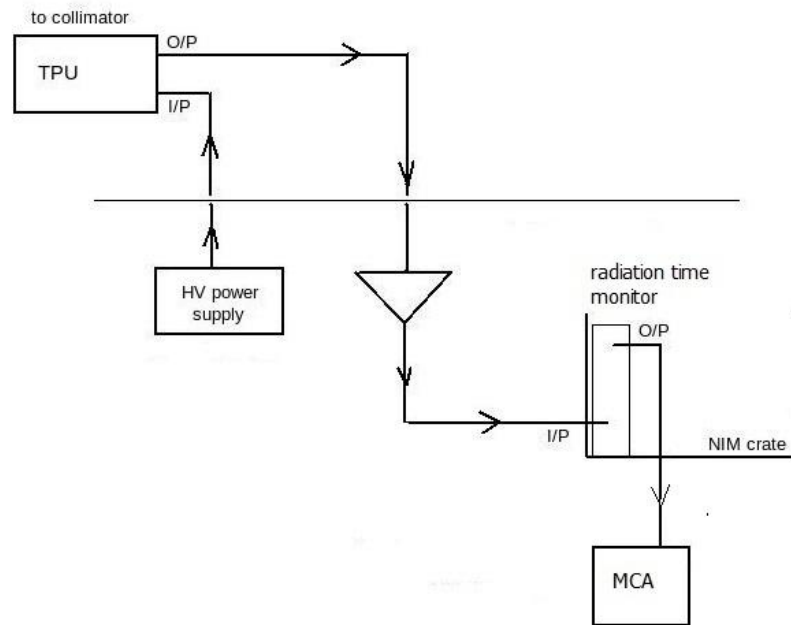 to collimator
TPU
O/P
I/P
HV power
supply
radiation time
monitor
O/P
I/P
NIM crate
MCA